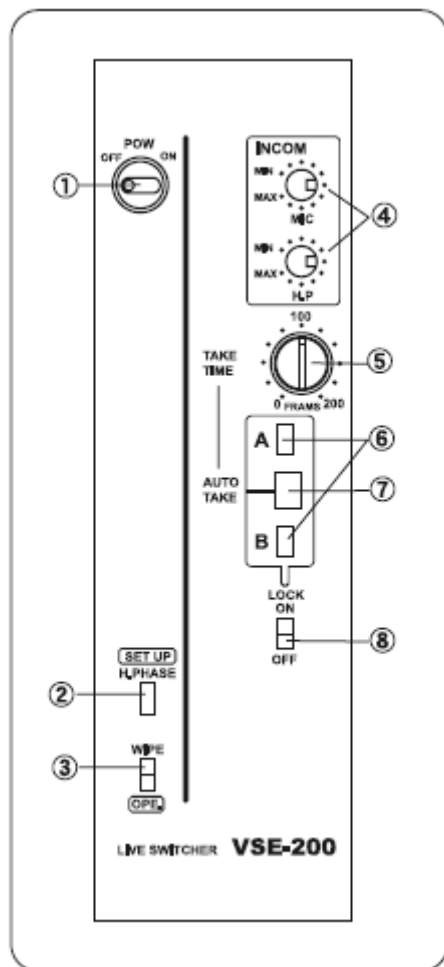 POW
OFF ON
①
INCOM
MIN
MAX
MIC
④
MIN
MAX
H.P
100
TAKE
TIME
⑤
0 FRAMS 200
A
⑥
AUTO
TAKE
⑦
B
LOCK
ON
⑧
OFF
SET UP
H.PHASE
②
③
WIPE
OPE.
LIVE SWITCHER VSE-200